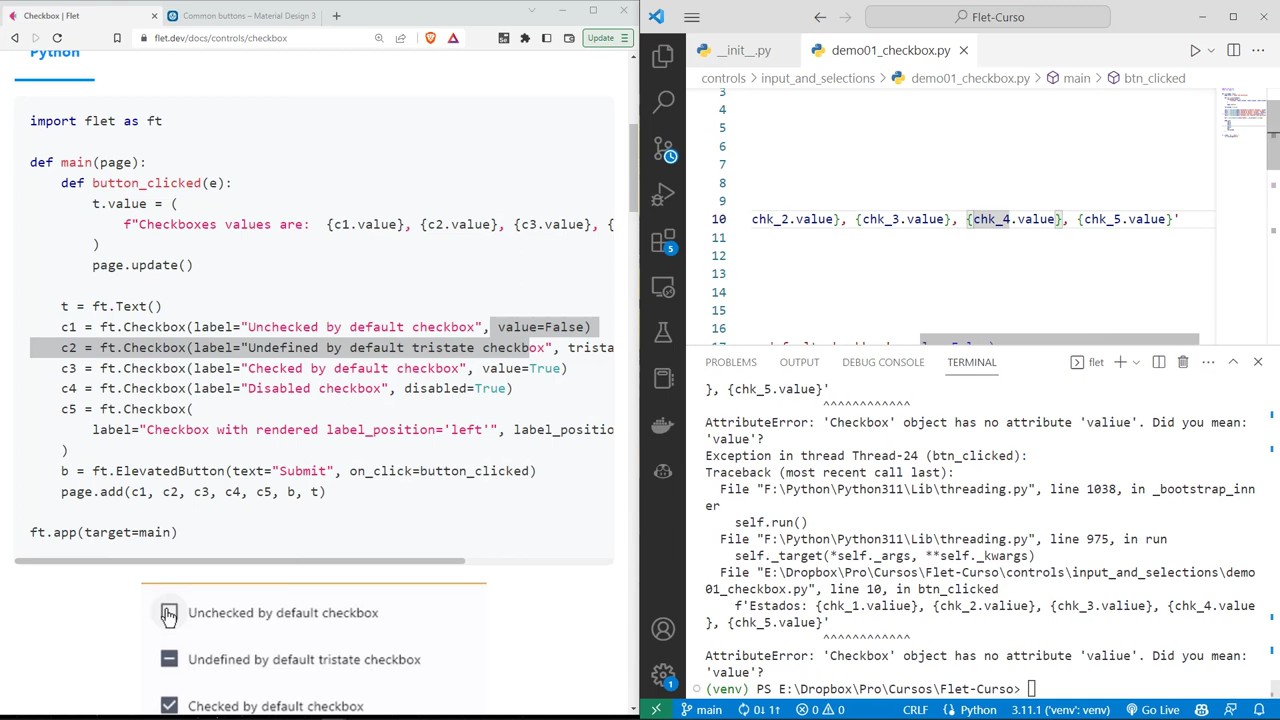 Checkbox | Flet
Common buttons – Material Design 3
flet.dev/docs/controls/checkbox
Update
Python
import flet as ft
def main(page):
def button_clicked(e):
t.value = (
f"Checkboxes values are:  {c1.value}, {c2.value}, {c3.value}, {
)
page.update()
t = ft.Text()
c1 = ft.Checkbox(label="Unchecked by default checkbox", value=False)
c2 = ft.Checkbox(label="Undefined by default tristate checkbox", trista
c3 = ft.Checkbox(label="Checked by default checkbox", value=True)
c4 = ft.Checkbox(label="Disabled checkbox", disabled=True)
c5 = ft.Checkbox(
label="Checkbox with rendered label_position='left'", label_positio
)
b = ft.ElevatedButton(text="Submit", on_click=button_clicked)
page.add(c1, c2, c3, c4, c5, b, t)
ft.app(target=main)
Unchecked by default checkbox
Undefined by default tristate checkbox
Checked by default checkbox
Flet-Curso
__init__.py
demo01_checkbox.py
controls > input_and_selections > demo01_checkbox.py > main > btn_clicked
3
4
5
6
7
8
9
10 chk_2.value}, {chk_3.value}, {chk_4.value}, {chk_5.value}'
11
12
13
14
15
16
17
PROBLEMS OUTPUT DEBUG CONSOLE TERMINAL
flet
}, {chk_5.value}'
^^^^^^^^^^^^
AttributeError: 'Checkbox' object has no attribute 'valiue'. Did you mean:
'value'?
Exception in thread Thread-24 (btn_clicked):
Traceback (most recent call last):
File "F:\Python\Python311\Lib\threading.py", line 1038, in _bootstrap_inn
er
self.run()
File "F:\Python\Python311\Lib\threading.py", line 975, in run
self._target(*self._args, **self._kwargs)
File "E:\Dropbox\Pro\Cursos\Flet-Curso\controls\input_and_selections\demo
01_checkbox.py", line 10, in btn_clicked
f'Estados: {chk_1.valiue}, {chk_2.valiue}, {chk_3.valiue}, {chk_4.value
}, {chk_5.value}'
^^^^^^^^^^^^
AttributeError: 'Checkbox' object has no attribute 'valiue'. Did you mean:
'value'?
(venv) PS E:\Dropbox\Pro\Cursos\Flet-Curso>
5
1
main 0↓ 1↑ 0 0 CRLF Python 3.11.1 ('venv': venv) Go Live